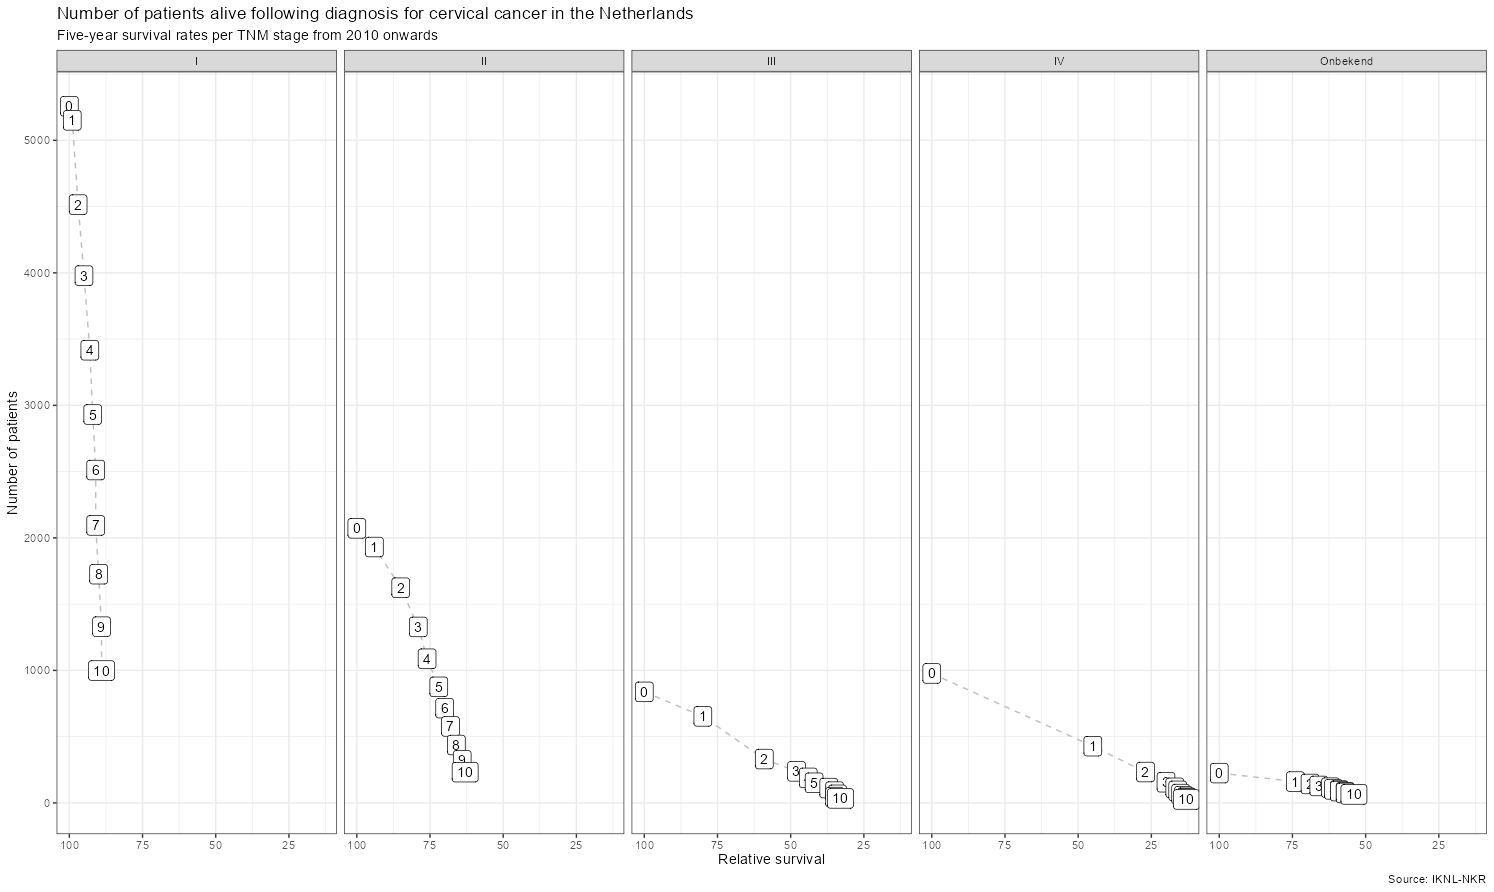 Number of patients alive following diagnosis for cervical cancer in the Netherlands
Five-year survival rates per TNM stage from 2010 onwards
I
II
III
IV
Onbekend
Number of patients
5000
4000
3000
2000
1000
0
0
1
2
3
4
5
6
7
8
9
10
0
1
2
3
4
5
6
7
8
9
10
0
1
2
3
5
10
0
1
2
3
10
0
1
2
3
10
100 75 50 25
100 75 50 25
100 75 50 25
100 75 50 25
100 75 50 25
Relative survival
Source: IKNL-NKR